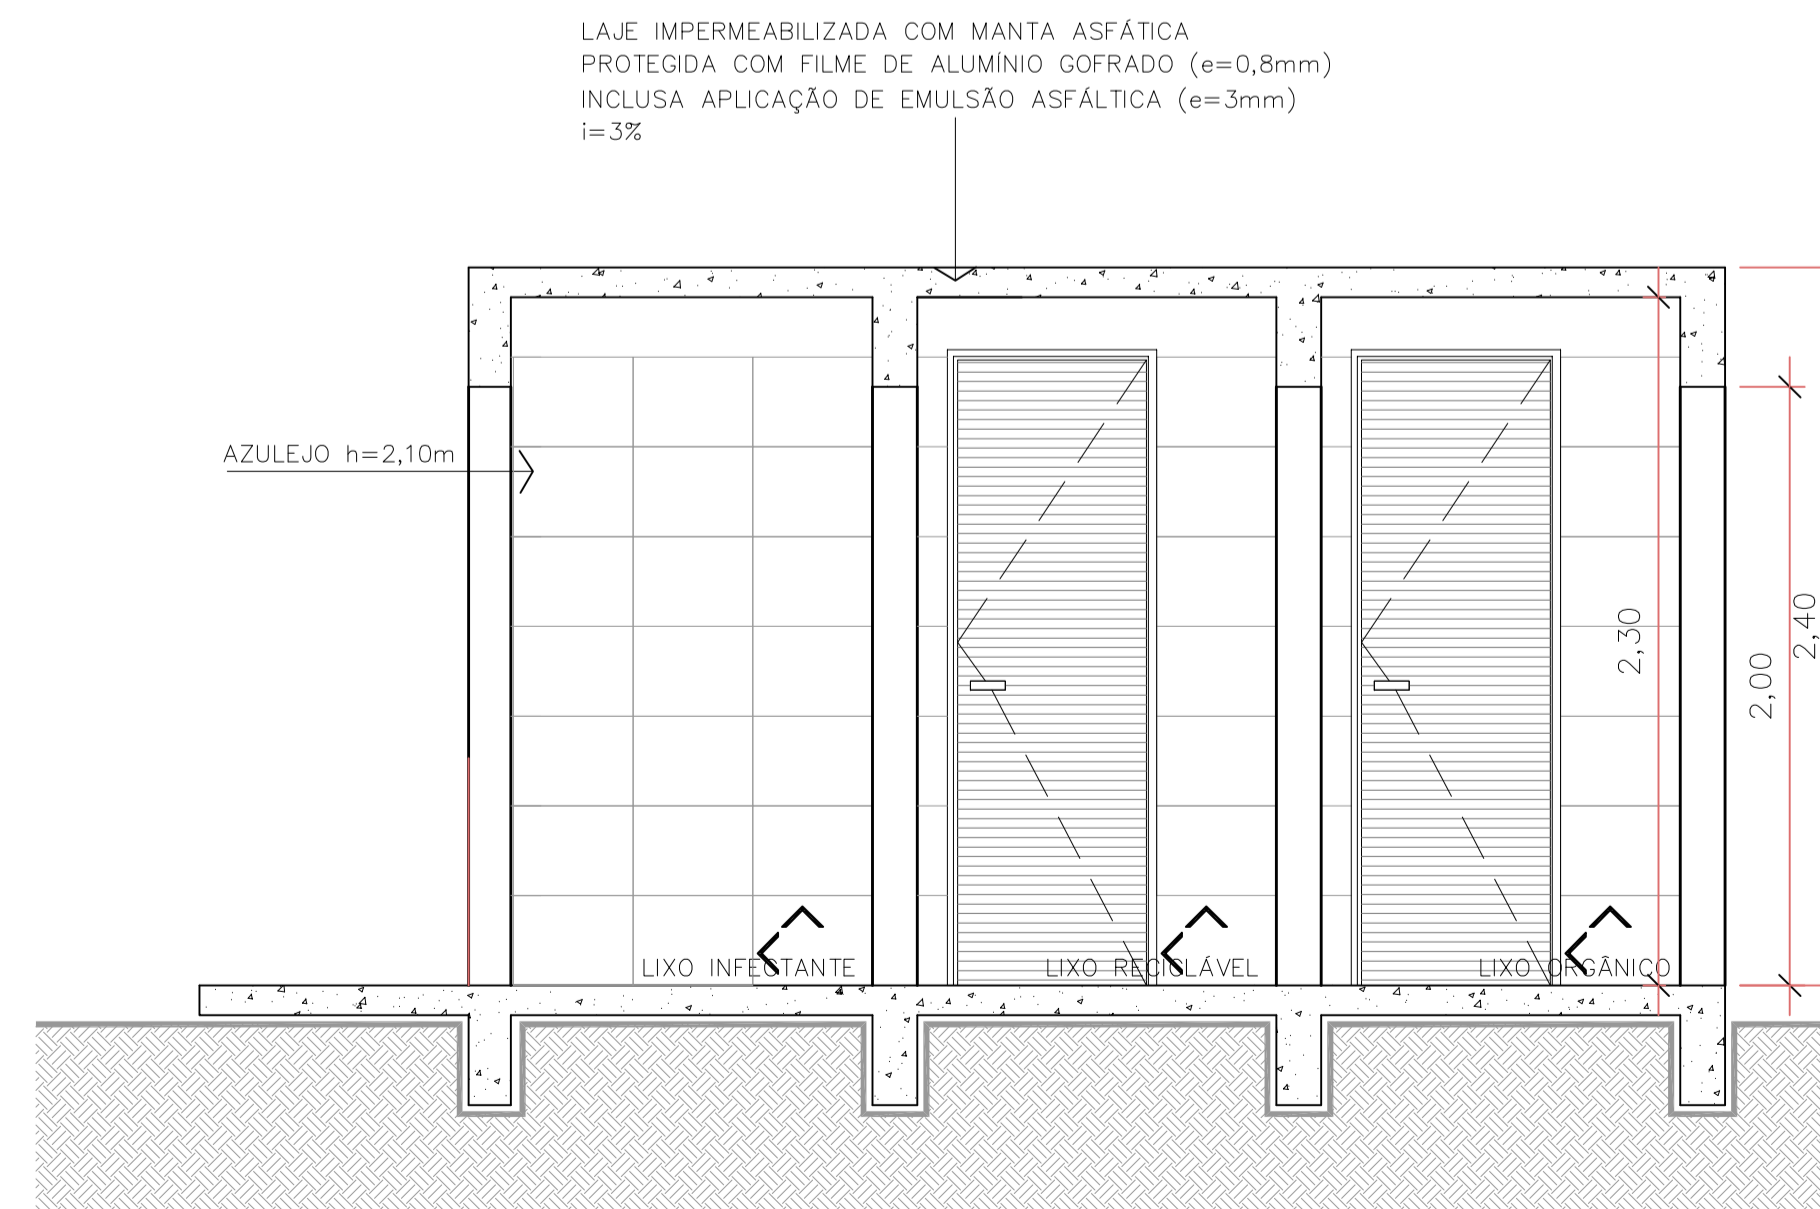 LAJE IMPERMEABILIZADA COM MANTA ASFÁTICA
PROTEGIDA COM FILME DE ALUMÍNIO GOFRADO (e=0,8mm)
INCLUSA APLICAÇÃO DE EMULSÃO ASFÁLTICA (e=3mm)
i=3%
AZULEJO h=2,10m
2,30
2,00
2,40
LIXO INFECTANTE
LIXO RECICLÁVEL
LIXO ORGÂNICO